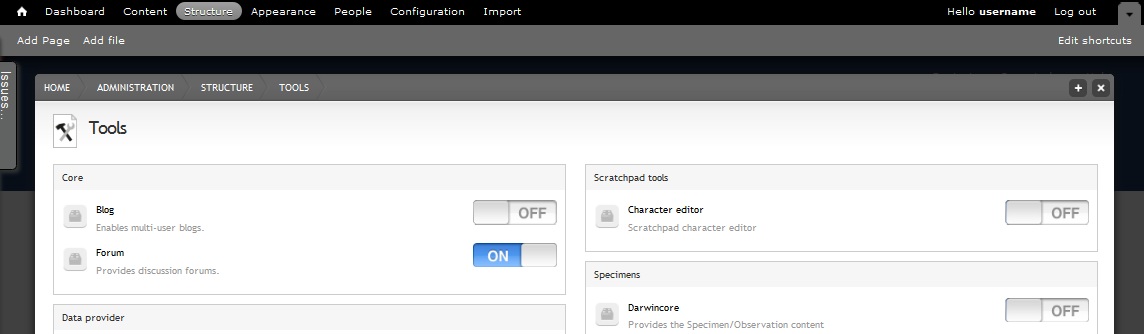 Dashboard Content Structure Appearance People Configuration Import Hello username Log out
Add Page Add file Edit shortcuts
Issues...
HOME ADMINISTRATION STRUCTURE TOOLS
Tools
Core
Blog OFF
Enables multi-user blogs.
Forum ON
Provides discussion forums.
Data provider
Scratchpad tools
Character editor OFF
Scratchpad character editor
Specimens
Darwincore OFF
Provides the Specimen/Observation content